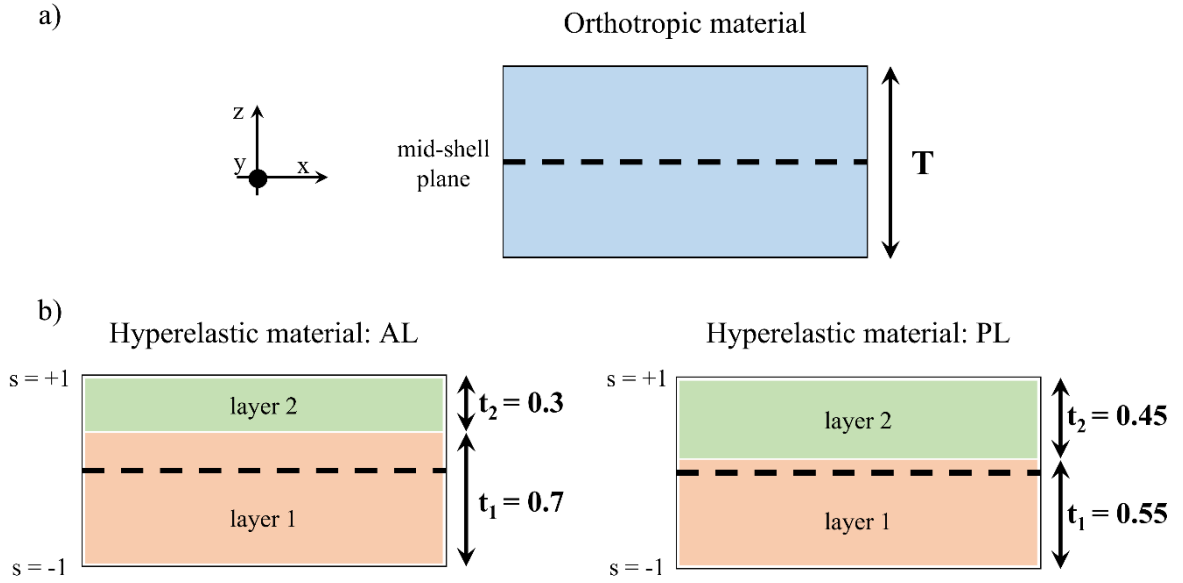 a)
Orthotropic material
z
y
x
mid-shell
plane
T
b)
Hyperelastic material: AL
s = +1
layer 2
t₂ = 0.3
layer 1
t₁ = 0.7
s = -1
Hyperelastic material: PL
s = +1
layer 2
t₂ = 0.45
layer 1
t₁ = 0.55
s = -1